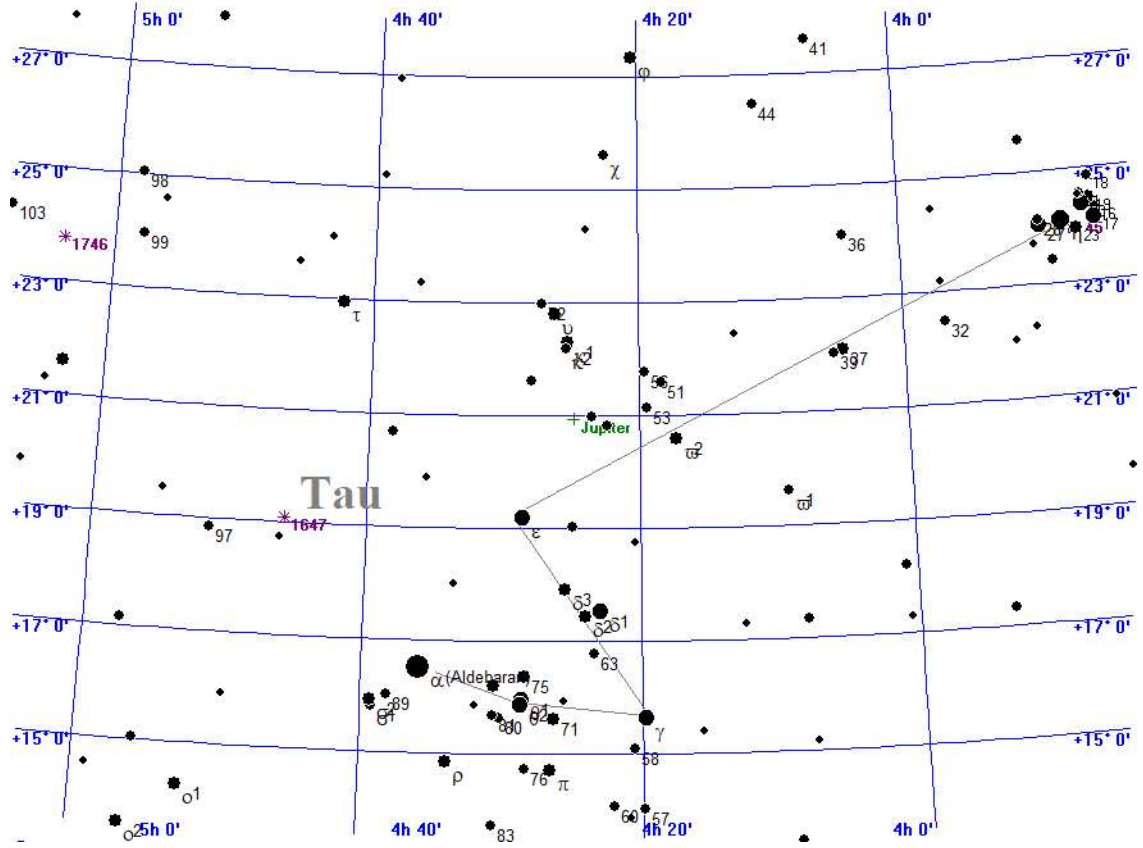 5h 0'
4h 40'
4h 20'
4h 0'
41
+27° 0'
φ
+27° 0'
44
χ
+25° 0'
98
+25° 0'
18
103
19
16
17
1746
99
36
27
45
23
+23° 0'
+23° 0'
τ
υ
32
κ2
37
39
56
51
+21° 0'
53
+21° 0'
Jupiter
ϖ2
Tau
ϖ1
+19° 0'
1647
97
ε
+19° 0'
δ3
δ2
δ1
+17° 0'
+17° 0'
63
α (Aldebaran)
75
89
θ2
80
71
γ
+15° 0'
58
+15° 0'
ρ
76
π
ο1
60
57
ο2
5h 0'
4h 40'
83
4h 20'
4h 0'